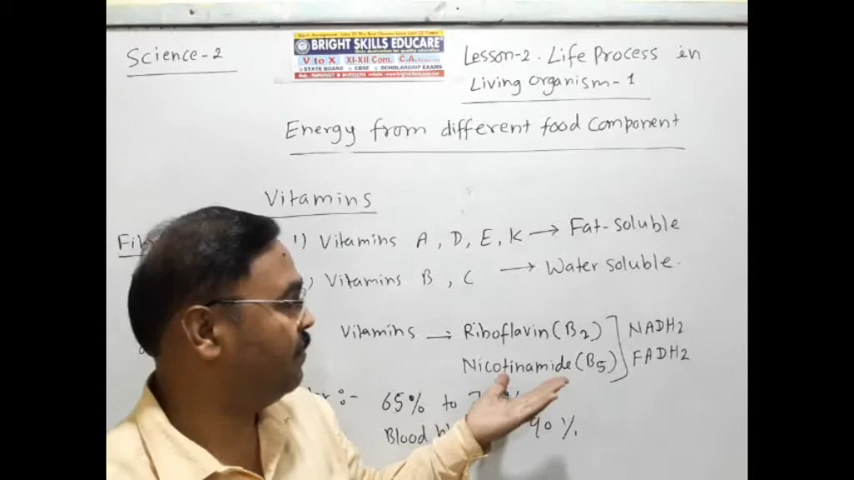 Science-2
BRIGHT SKILLS EDUCARE
V to X XI-XII Com. C.A.
STATE BOARD CBSE SCHOLARSHIP EXAMS
Lesson-2. Life Process in
Living organism-1
Energy from different food Component
Vitamins
1) Vitamins A, D, E, K → Fat-Soluble
) Vitamins B, C → Water Soluble.
Vitamins → Riboflavin (B2) NADH2
Nicotinamide (B5) FADH2
:- 65% to
Blood 90%